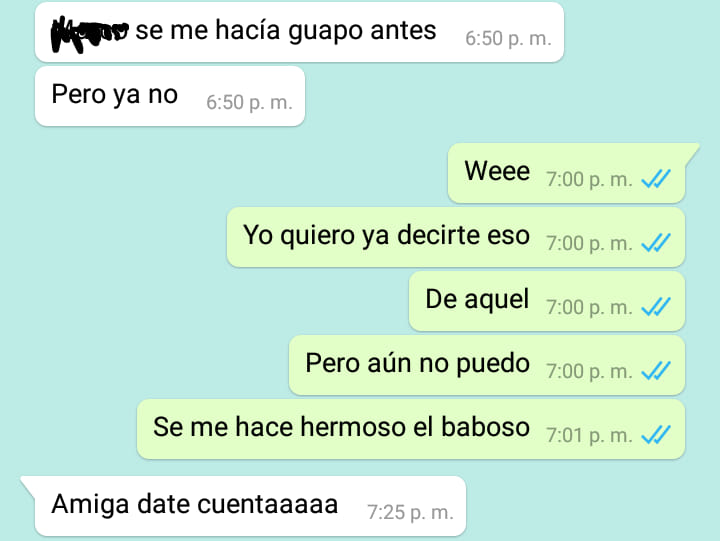 se me hacía guapo antes 6:50 p. m.
Pero ya no 6:50 p. m.
Weee 7:00 p. m.
Yo quiero ya decirte eso 7:00 p. m.
De aquel 7:00 p. m.
Pero aún no puedo 7:00 p. m.
Se me hace hermoso el baboso 7:01 p. m.
Amiga date cuentaaaaa 7:25 p. m.